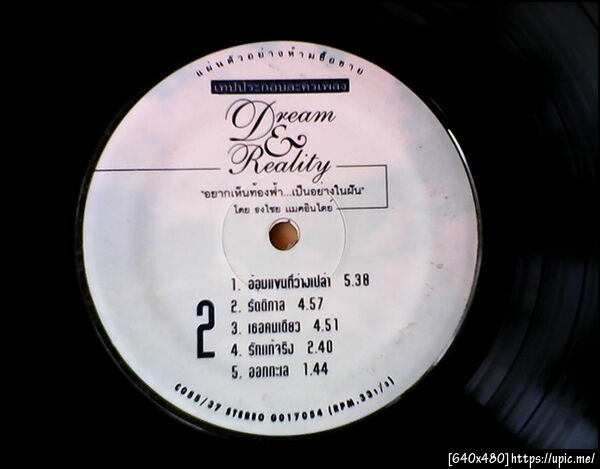 แผ่นตัวอย่างห้ามซื้อขาย
เทปประกอบละครเพลง
Dream
&
Reality
"อยากเห็นท้องฟ้า...เป็นอย่างในฝัน"
โดย ธงไชย แมคอินไตย์
1. อ้อมแขนที่ว่างเปล่า 5.38
2. รัตติกาล 4.57
3. เธอคนเดียว 4.51
4. รักแท้จริง 2.40
5. ออกทะเล 1.44
2
STEREO G017054 (RPM.33 1/3)
[640x480]https://upic.me/